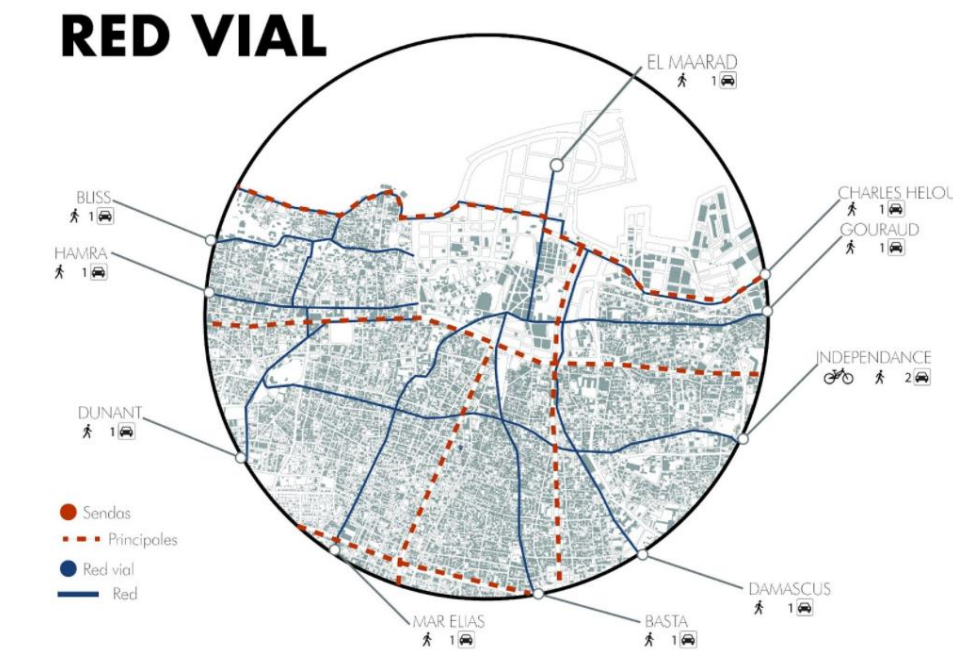 RED VIAL
EL MAARAD
1
BLISS
1
HAMRA
1
CHARLES HELOU
1
GOURAUD
1
INDEPENDANCE
2
DUNANT
1
Sendas
Principales
Red vial
Red
DAMASCUS
1
MAR ELIAS
1
BASTA
1